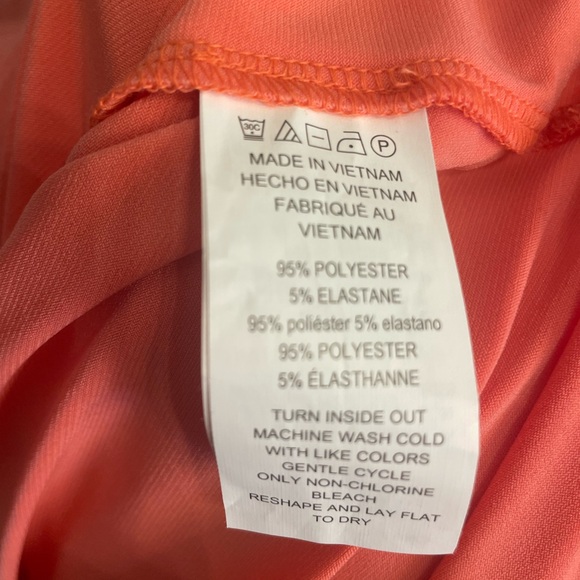 30C P
MADE IN VIETNAM
HECHO EN VIETNAM
FABRIQUÉ AU
VIETNAM
95% POLYESTER
5% ELASTANE
95% poliéster 5% elastano
95% POLYESTER
5% ÉLASTHANNE
TURN INSIDE OUT
MACHINE WASH COLD
WITH LIKE COLORS
GENTLE CYCLE
ONLY NON-CHLORINE
BLEACH
RESHAPE AND LAY FLAT
TO DRY